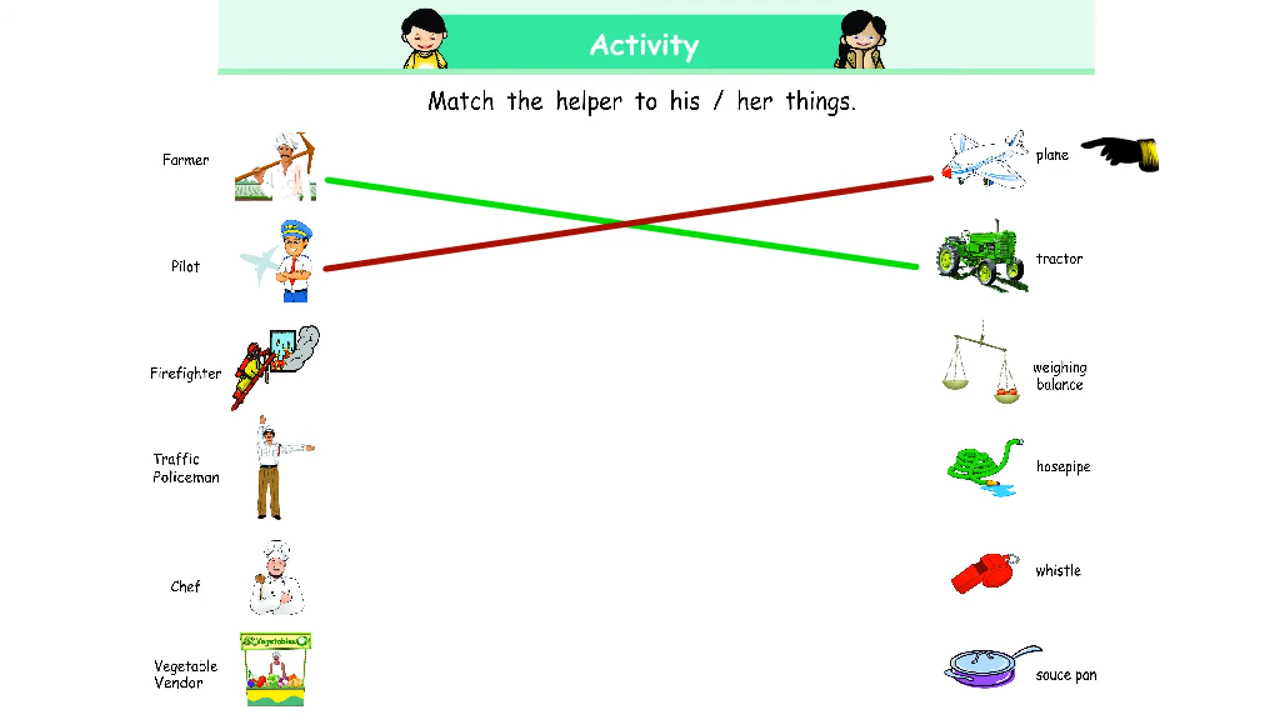 Activity
Match the helper to his / her things.
Farmer
plane
Pilot
tractor
Firefighter
weighing
balance
Traffic
Policeman
hosepipe
Chef
whistle
Vegetables
Vegetable
Vendor
souce pan